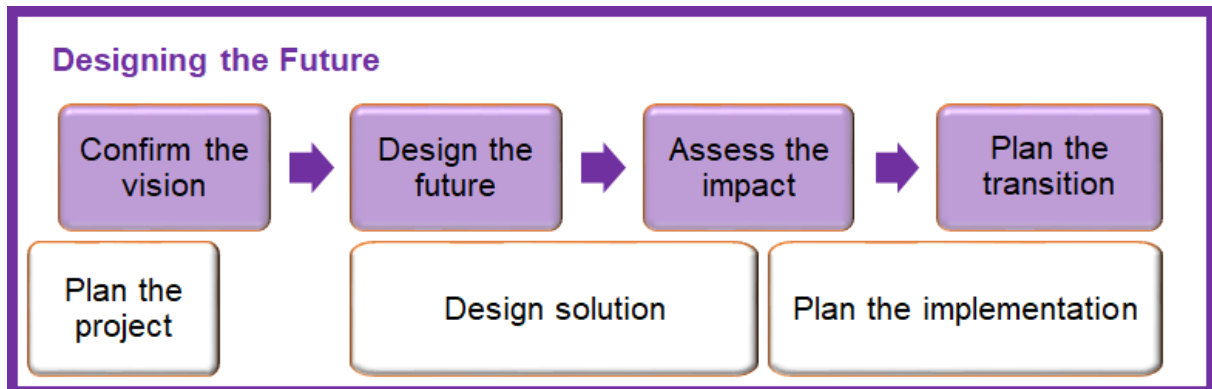 Designing the Future
Confirm the
vision
Design the
future
Assess the
impact
Plan the
transition
Plan the
project
Design solution
Plan the implementation